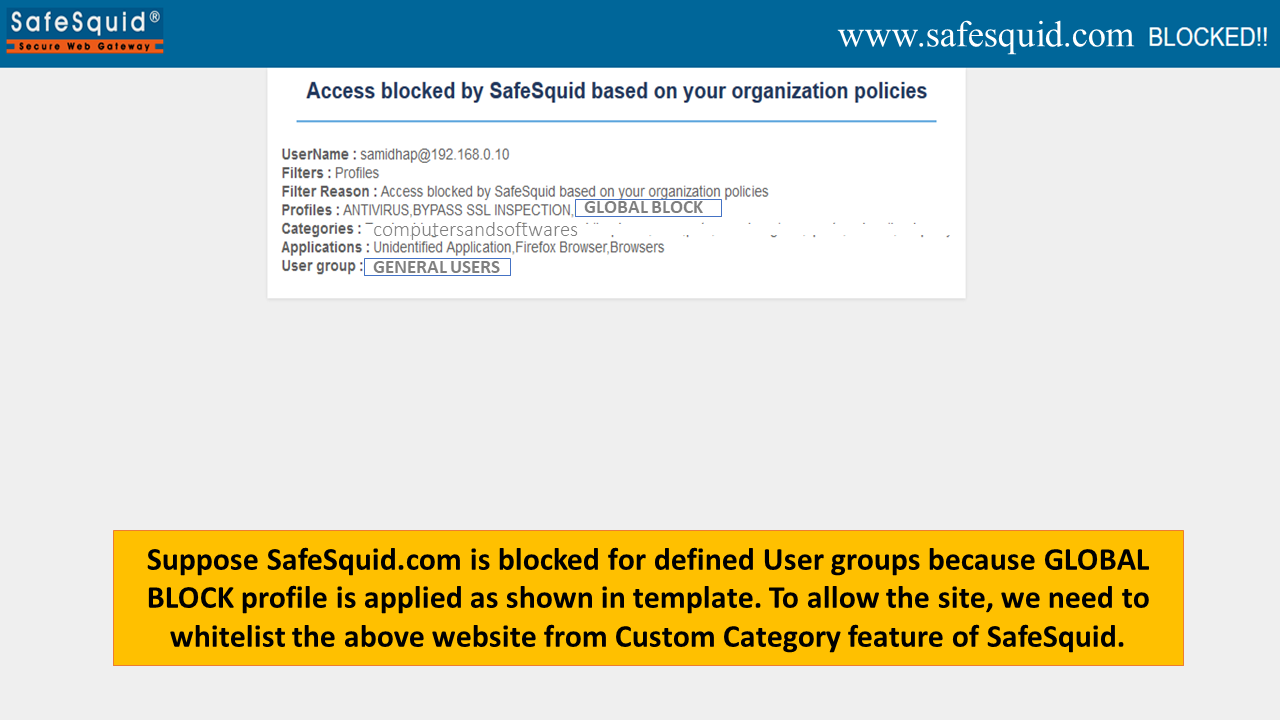 SafeSquid®
Secure Web Gateway
www.safesquid.com BLOCKED!!
Access blocked by SafeSquid based on your organization policies
UserName : samidhap@192.168.0.10
Filters : Profiles
Filter Reason : Access blocked by SafeSquid based on your organization policies
Profiles : ANTIVIRUS,BYPASS SSL INSPECTION, GLOBAL BLOCK
Categories : computersandsoftwares
Applications : Unidentified Application,Firefox Browser,Browsers
User group : GENERAL USERS
Suppose SafeSquid.com is blocked for defined User groups because GLOBAL
BLOCK profile is applied as shown in template. To allow the site, we need to
whitelist the above website from Custom Category feature of SafeSquid.